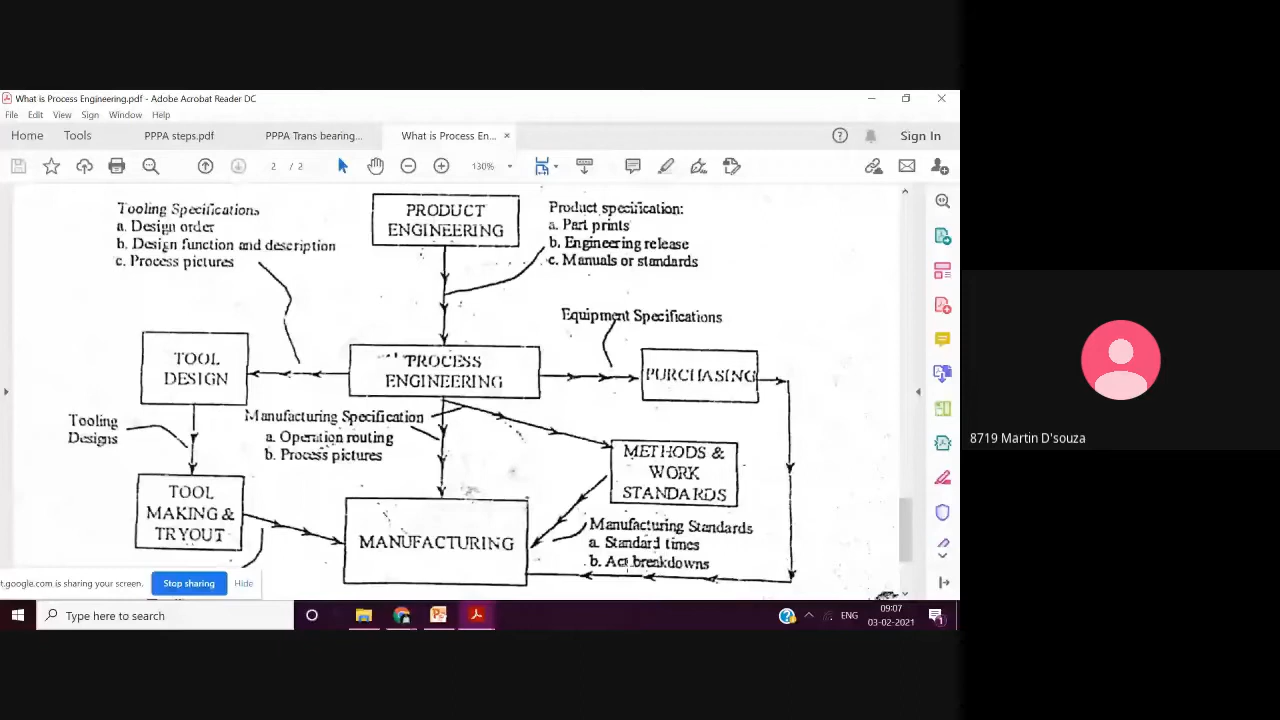 What is Process Engineering.pdf - Adobe Acrobat Reader DC
File Edit View Sign Window Help
Home Tools PPPA steps.pdf PPPA Trans bearing... What is Process En... × Sign In
2 / 2 130%
Tooling Specifications
a. Design order
b. Design function and description
c. Process pictures
PRODUCT
ENGINEERING
Product specification:
a. Part prints
b. Engineering release
c. Manuals or standards
Equipment Specifications
TOOL
DESIGN
PROCESS
ENGINEERING
PURCHASING
Tooling
Designs
Manufacturing Specification
a. Operation routing
b. Process pictures
METHODS &
WORK
STANDARDS
TOOL
MAKING &
TRYOUT
MANUFACTURING
Manufacturing Standards
a. Standard times
b. Act breakdowns
8719 Martin D'souza
t.google.com is sharing your screen. Stop sharing Hide
Type here to search
ENG
09:07
03-02-2021
1